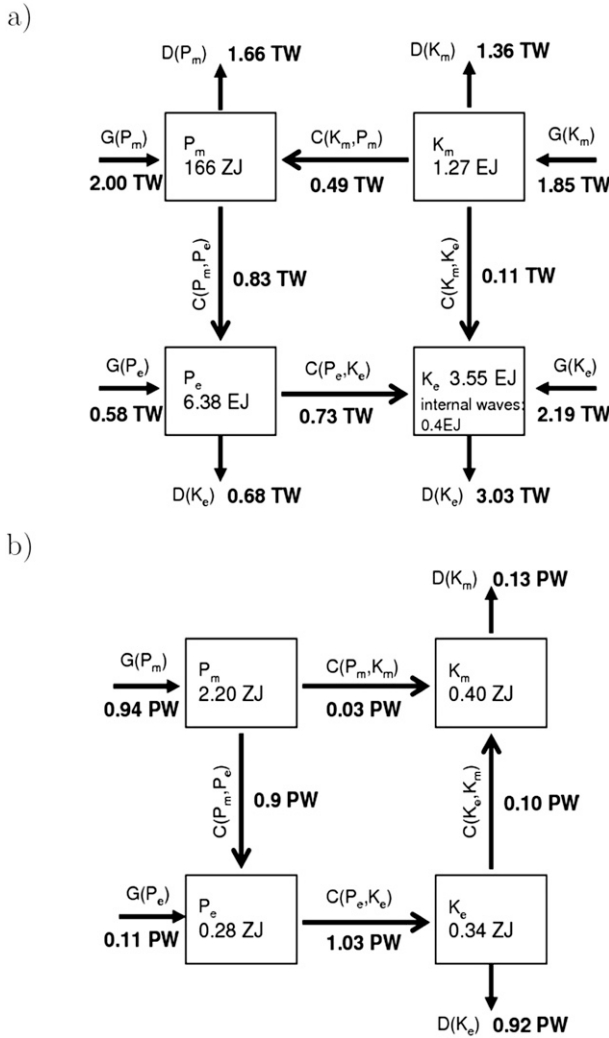 a)
D(Pm) 1.66 TW
D(Km) 1.36 TW
G(Pm)
2.00 TW
Pm
166 ZJ
C(Km,Pm)
0.49 TW
Km
1.27 EJ
G(Km)
1.85 TW
C(Pm,Pe)
0.83 TW
C(Km,Ke)
0.11 TW
G(Pe)
0.58 TW
Pe
6.38 EJ
C(Pe,Ke)
0.73 TW
Ke 3.55 EJ
internal waves:
0.4EJ
G(Ke)
2.19 TW
D(Ke) 0.68 TW
D(Ke) 3.03 TW
b)
D(Km) 0.13 PW
G(Pm)
0.94 PW
Pm
2.20 ZJ
C(Pm,Km)
0.03 PW
Km
0.40 ZJ
C(Pm,Pe)
0.9 PW
C(Ke,Km)
0.10 PW
G(Pe)
0.11 PW
Pe
0.28 ZJ
C(Pe,Ke)
1.03 PW
Ke
0.34 ZJ
D(Ke) 0.92 PW